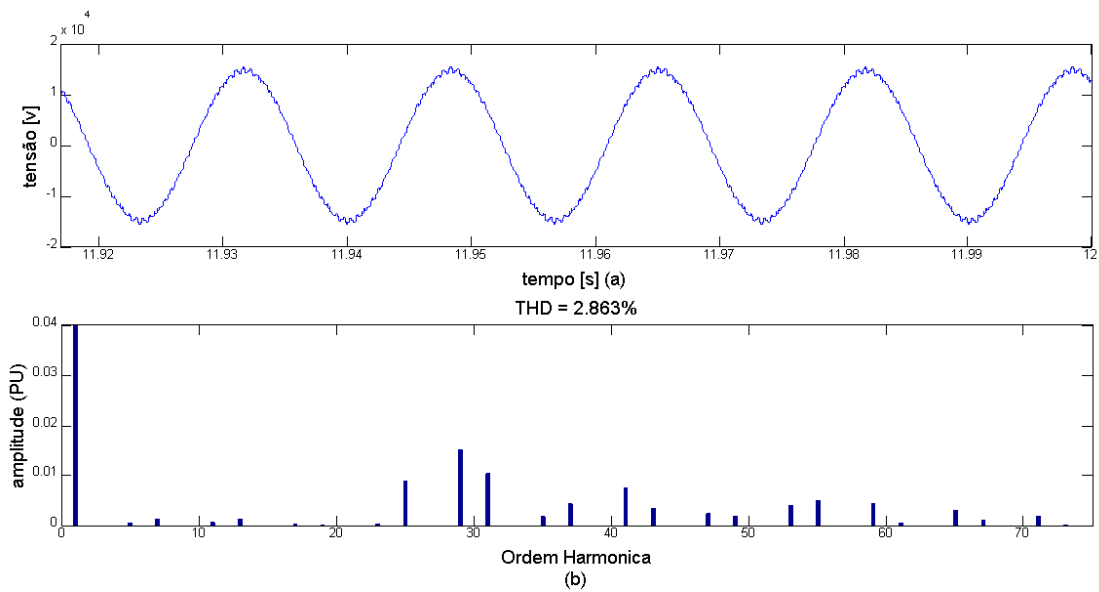 x 10
4
2
1
0
-1
-2
tensão [v]
11.92 11.93 11.94 11.95 11.96 11.97 11.98 11.99 12
tempo [s] (a)
THD = 2.863%
0.04
0.03
0.02
0.01
0
amplitude (PU)
0 10 20 30 40 50 60 70
Ordem Harmonica
(b)